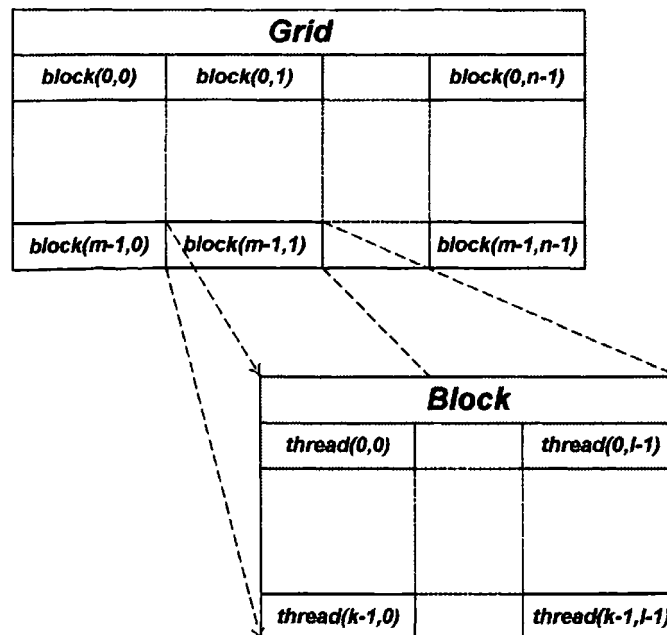 Grid
block(0,0) block(0,1) block(0,n-1)
block(m-1,0) block(m-1,1) block(m-1,n-1)
Block
thread(0,0) thread(0,l-1)
thread(k-1,0) thread(k-1,l-1)